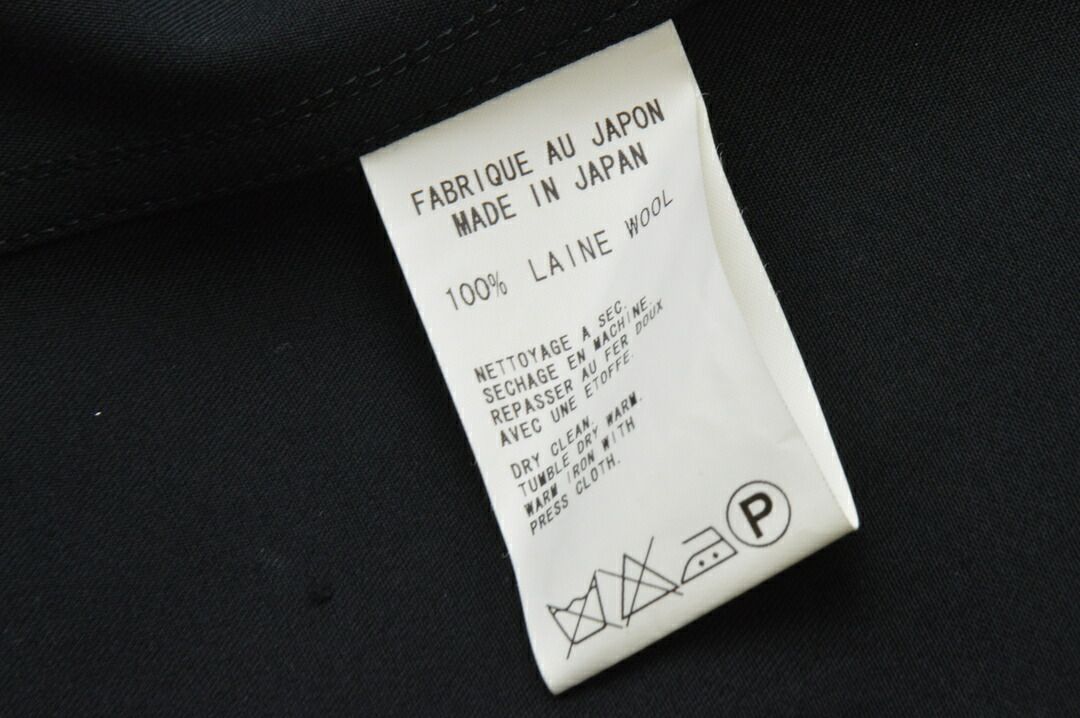 FABRIQUE AU JAPON
MADE IN JAPAN
100% LAINE WOOL
NETTOYAGE A SEC.
SECHAGE EN MACHINE.
REPASSER AU FER DOUX
AVEC UNE ETOFFE.
DRY CLEAN.
TUMBLE DRY WARM.
WARM IRON WITH
PRESS CLOTH.
P